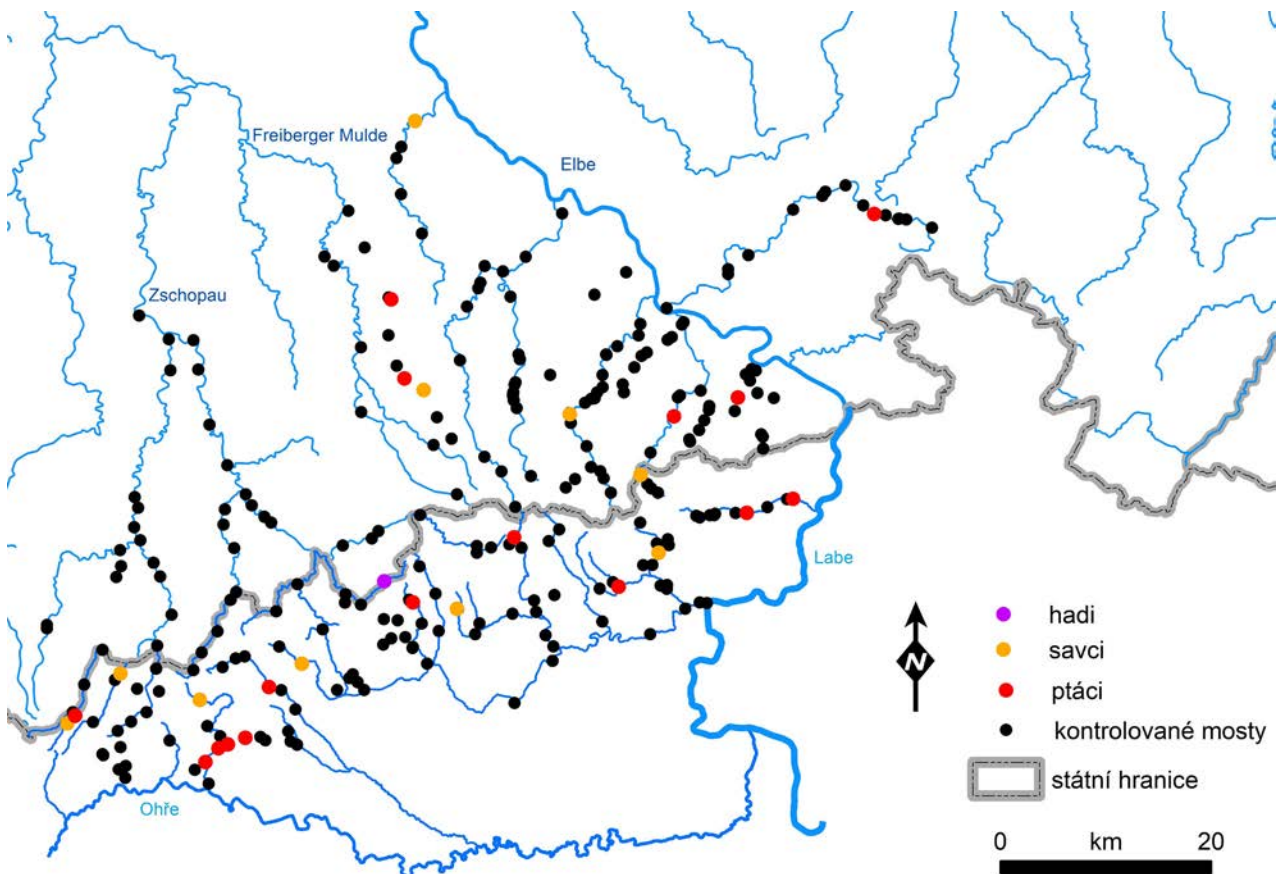 Freiberger Mulde
Elbe
Zschopau
Labe
Ohře
N
hadi
savci
ptáci
kontrolované mosty
státní hranice
0 km 20